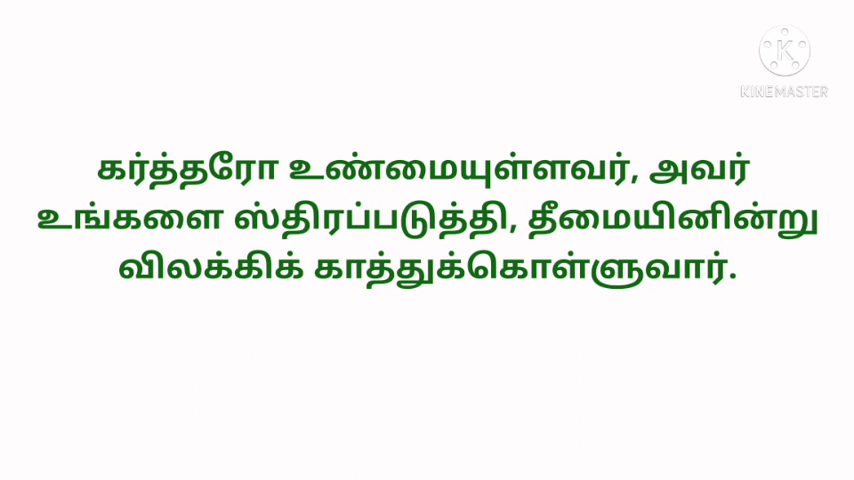 KINEMASTER
கர்த்தரோ உண்மையுள்ளவர், அவர்
உங்களை ஸ்திரப்படுத்தி, தீமையினின்று
விலக்கிக் காத்துக்கொள்ளுவார்.